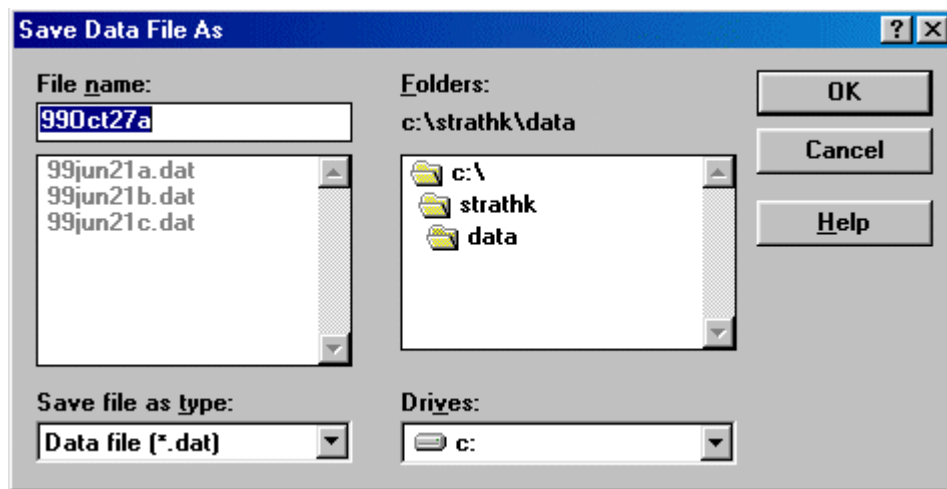 Save Data File As
File name:
99Oct27a
99jun21a.dat
99jun21b.dat
99jun21c.dat
Save file as type:
Data file (*.dat)
Folders:
c:\strathk\data
c:\
strathk
data
Drives:
c:
OK
Cancel
Help